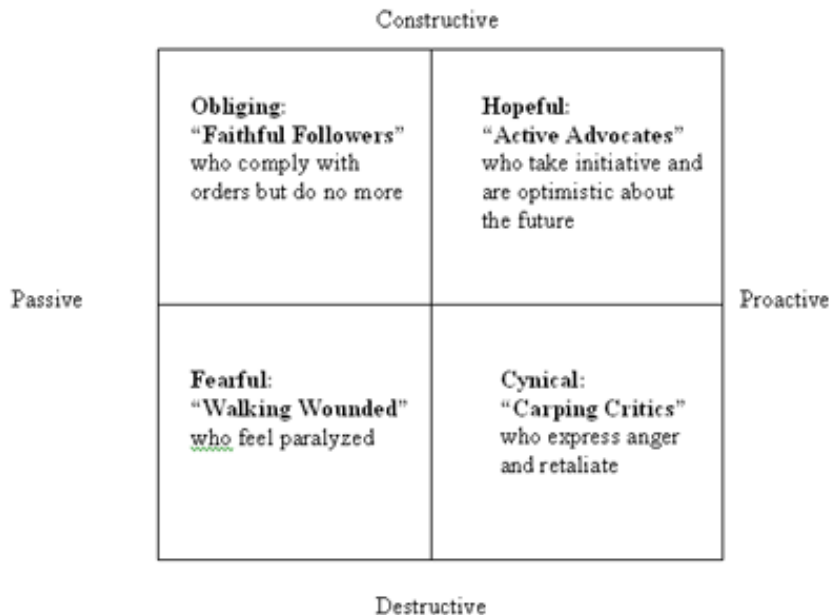 Constructive
Obliging:
“Faithful Followers”
who comply with
orders but do no more
Hopeful:
“Active Advocates”
who take initiative and
are optimistic about
the future
Passive
Proactive
Fearful:
“Walking Wounded”
who feel paralyzed
Cynical:
“Carping Critics”
who express anger
and retaliate
Destructive